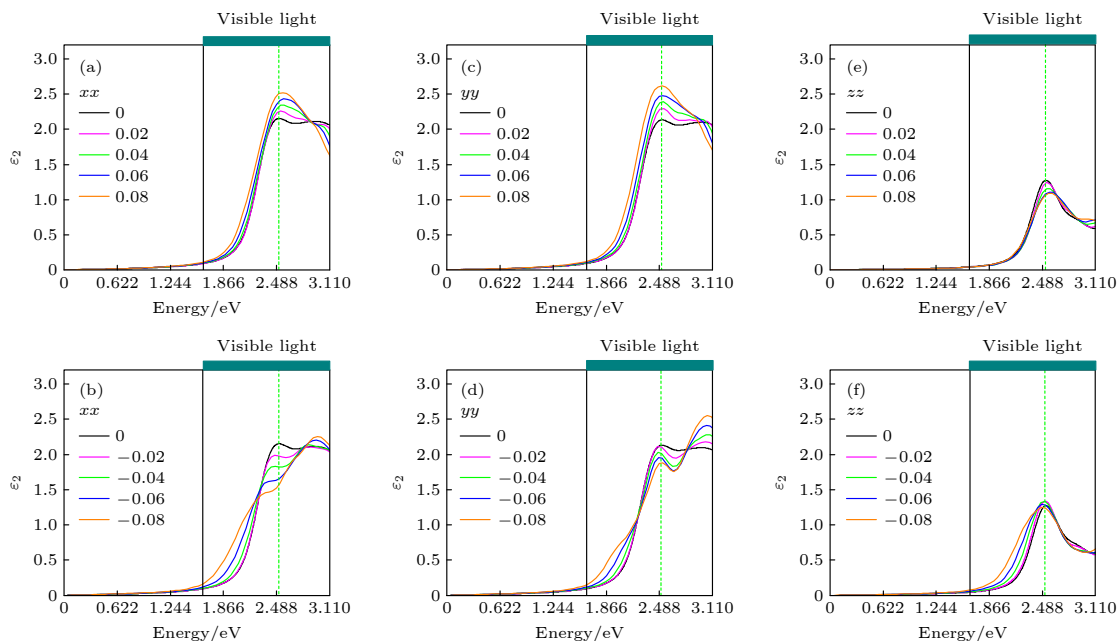 Visible light
(a)
xx
0
0.02
0.04
0.06
0.08
3.0
2.5
2.0
1.5
1.0
0.5
0
ε2
0 0.622 1.244 1.866 2.488 3.110
Energy/eV
Visible light
(c)
yy
0
0.02
0.04
0.06
0.08
3.0
2.5
2.0
1.5
1.0
0.5
0
ε2
0 0.622 1.244 1.866 2.488 3.110
Energy/eV
Visible light
(e)
zz
0
0.02
0.04
0.06
0.08
3.0
2.5
2.0
1.5
1.0
0.5
0
ε2
0 0.622 1.244 1.866 2.488 3.110
Energy/eV
Visible light
(b)
xx
0
−0.02
−0.04
−0.06
−0.08
3.0
2.5
2.0
1.5
1.0
0.5
0
ε2
0 0.622 1.244 1.866 2.488 3.110
Energy/eV
Visible light
(d)
yy
0
−0.02
−0.04
−0.06
−0.08
3.0
2.5
2.0
1.5
1.0
0.5
0
ε2
0 0.622 1.244 1.866 2.488 3.110
Energy/eV
Visible light
(f)
zz
0
−0.02
−0.04
−0.06
−0.08
3.0
2.5
2.0
1.5
1.0
0.5
0
ε2
0 0.622 1.244 1.866 2.488 3.110
Energy/eV